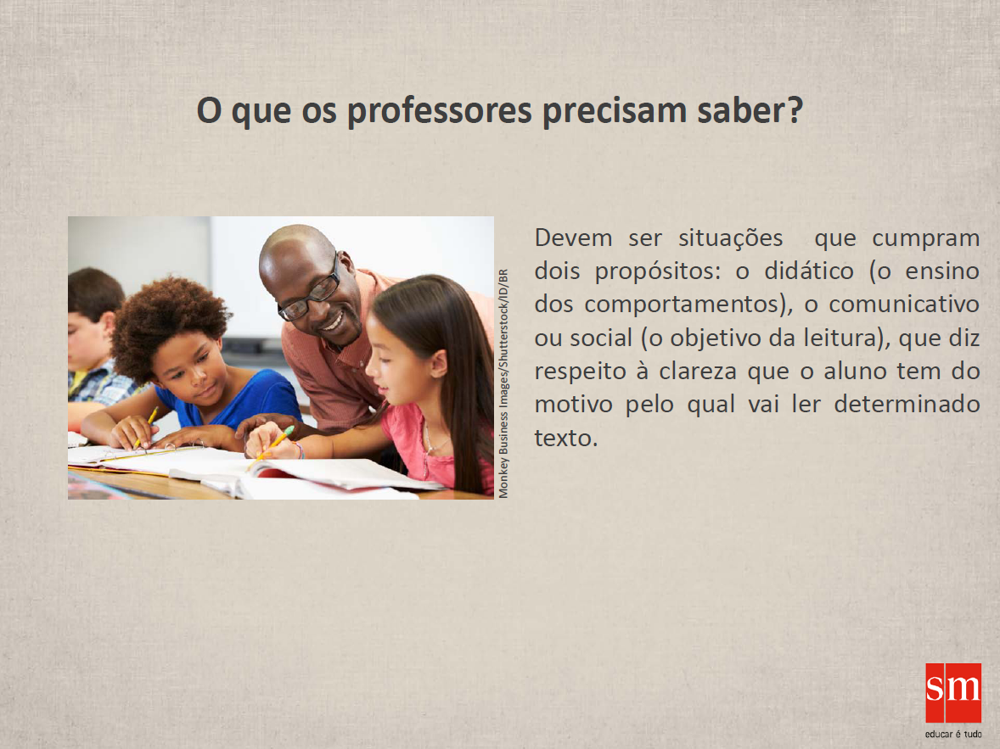 O que os professores precisam saber?
Devem ser situações que cumpram
dois propósitos: o didático (o ensino
dos comportamentos), o comunicativo
ou social (o objetivo da leitura), que diz
respeito à clareza que o aluno tem do
motivo pelo qual vai ler determinado
texto.
Monkey Business Images/Shutterstock/ID/BR
sm
educar é tudo